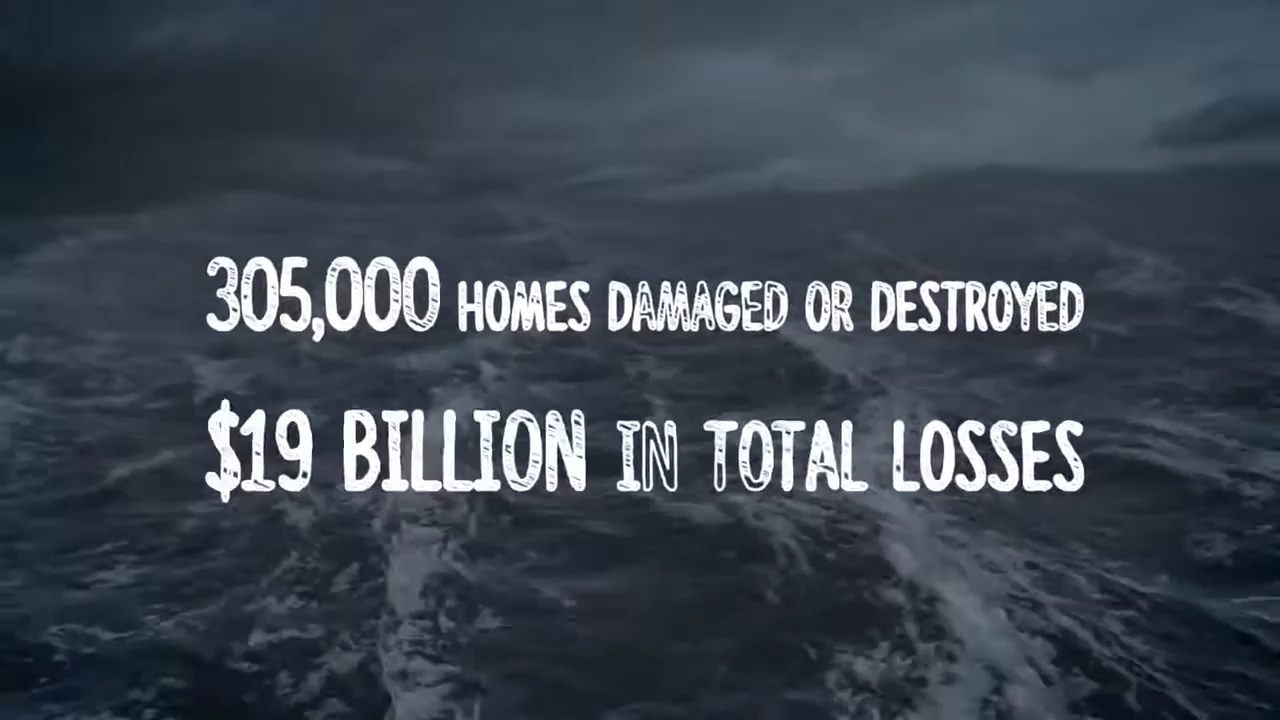 305,000 HOMES DAMAGED OR DESTROYED
$19 BILLION IN TOTAL LOSSES